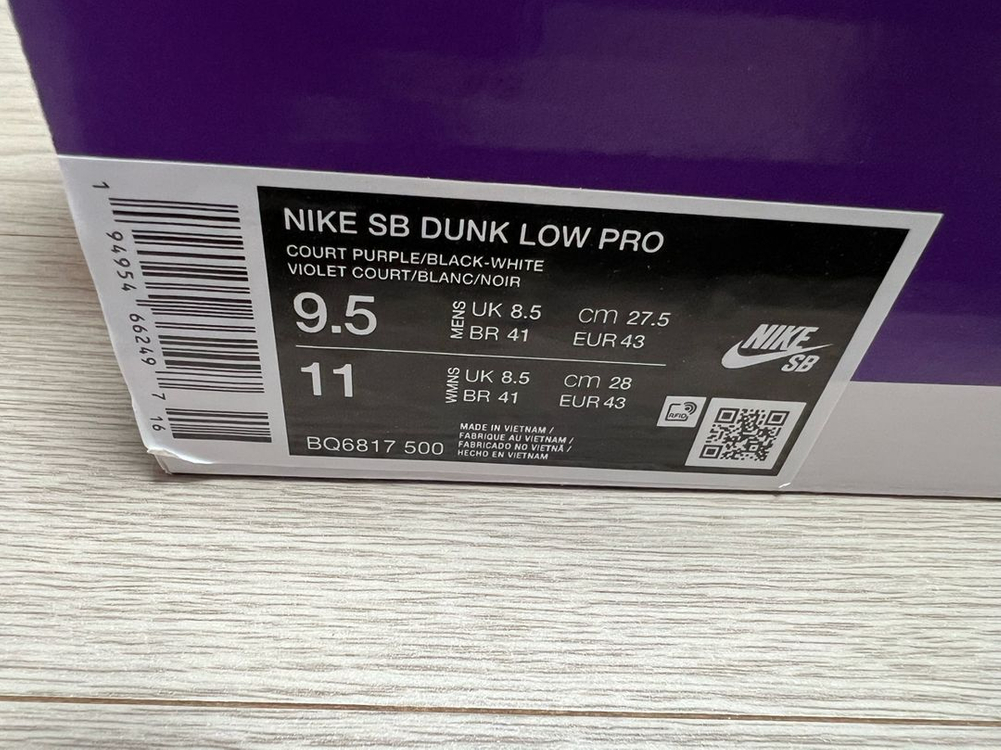 NIKE SB DUNK LOW PRO
COURT PURPLE/BLACK-WHITE
VIOLET COURT/BLANC/NOIR
9.5 MENS UK 8.5 cm 27.5
BR 41 EUR 43
11 WMNS UK 8.5 cm 28
BR 41 EUR 43
BQ6817 500
MADE IN VIETNAM /
FABRIQUE AU VIETNAM /
FABRICADO NO VIETNÃ /
HECHO EN VIETNAM
RFID
NIKE
SB
1 94954 66249 7 16